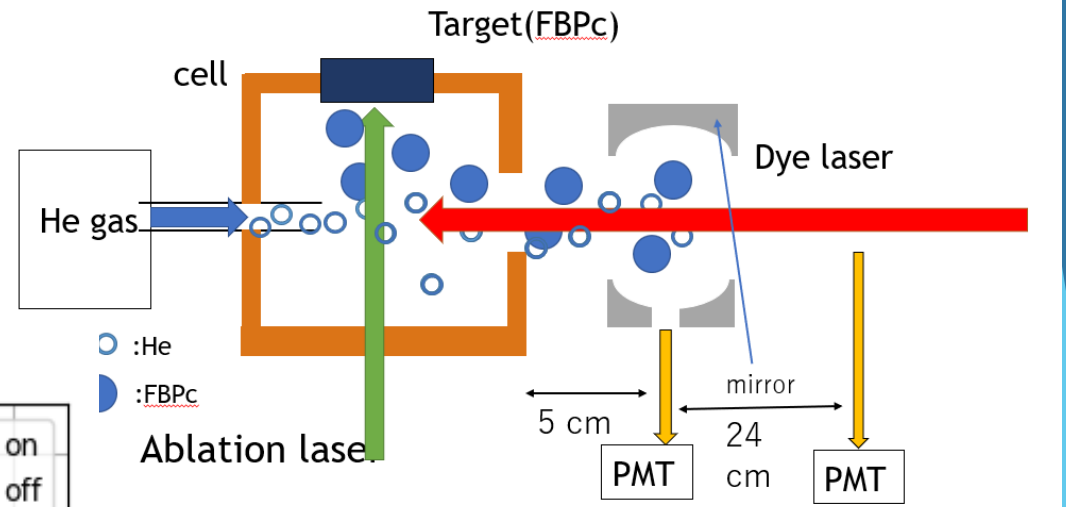 Target(FBPc)
cell
Dye laser
He gas
:He
:FBPc
mirror
5 cm
24
cm
on
off
Ablation laser
PMT
PMT